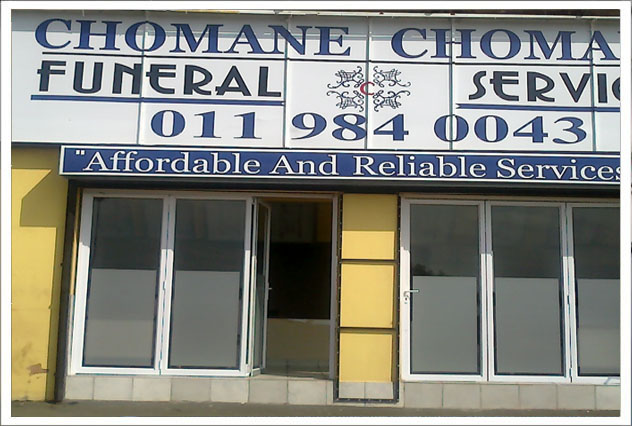 CHOMANE CHOMA
FUNERAL C SERVIC
011 984 0043
"Affordable And Reliable Services